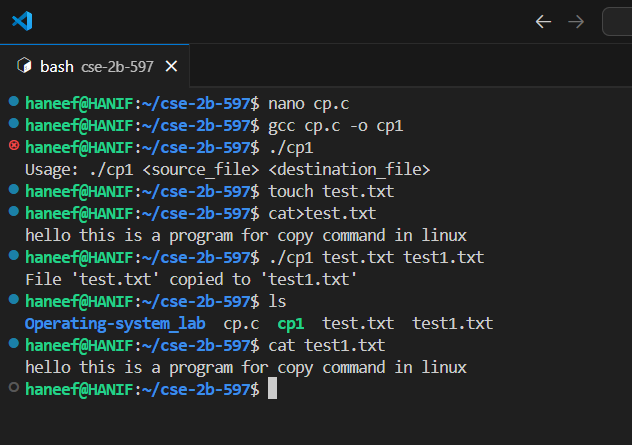 bash cse-2b-597
haneef@HANIF:~/cse-2b-597$ nano cp.c
haneef@HANIF:~/cse-2b-597$ gcc cp.c -o cp1
haneef@HANIF:~/cse-2b-597$ ./cp1
Usage: ./cp1 <source_file> <destination_file>
haneef@HANIF:~/cse-2b-597$ touch test.txt
haneef@HANIF:~/cse-2b-597$ cat>test.txt
hello this is a program for copy command in linux
haneef@HANIF:~/cse-2b-597$ ./cp1 test.txt test1.txt
File 'test.txt' copied to 'test1.txt'
haneef@HANIF:~/cse-2b-597$ ls
Operating-system_lab  cp.c  cp1  test.txt  test1.txt
haneef@HANIF:~/cse-2b-597$ cat test1.txt
hello this is a program for copy command in linux
haneef@HANIF:~/cse-2b-597$